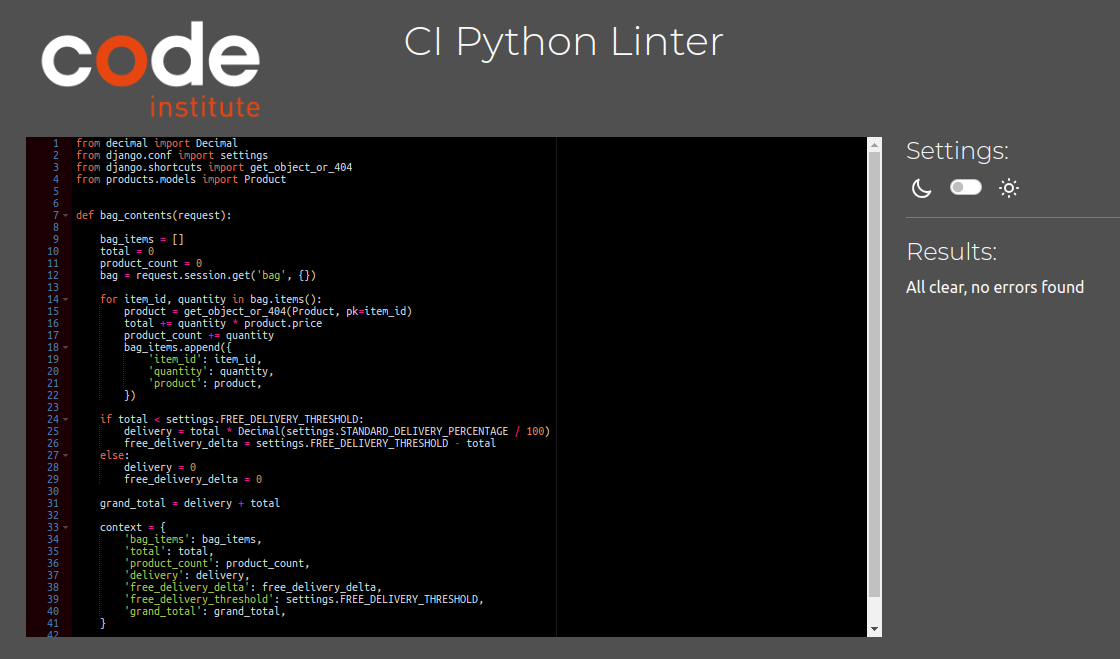 code
institute
CI Python Linter
1 from decimal import Decimal
2 from django.conf import settings
3 from django.shortcuts import get_object_or_404
4 from products.models import Product
5
6
7 def bag_contents(request):
8
9     bag_items = []
10     total = 0
11     product_count = 0
12     bag = request.session.get('bag', {})
13
14     for item_id, quantity in bag.items():
15         product = get_object_or_404(Product, pk=item_id)
16         total += quantity * product.price
17         product_count += quantity
18         bag_items.append({
19             'item_id': item_id,
20             'quantity': quantity,
21             'product': product,
22         })
23
24     if total < settings.FREE_DELIVERY_THRESHOLD:
25         delivery = total * Decimal(settings.STANDARD_DELIVERY_PERCENTAGE / 100)
26         free_delivery_delta = settings.FREE_DELIVERY_THRESHOLD - total
27     else:
28         delivery = 0
29         free_delivery_delta = 0
30
31     grand_total = delivery + total
32
33     context = {
34         'bag_items': bag_items,
35         'total': total,
36         'product_count': product_count,
37         'delivery': delivery,
38         'free_delivery_delta': free_delivery_delta,
39         'free_delivery_threshold': settings.FREE_DELIVERY_THRESHOLD,
40         'grand_total': grand_total,
41     }
42
Settings:
Results:
All clear, no errors found